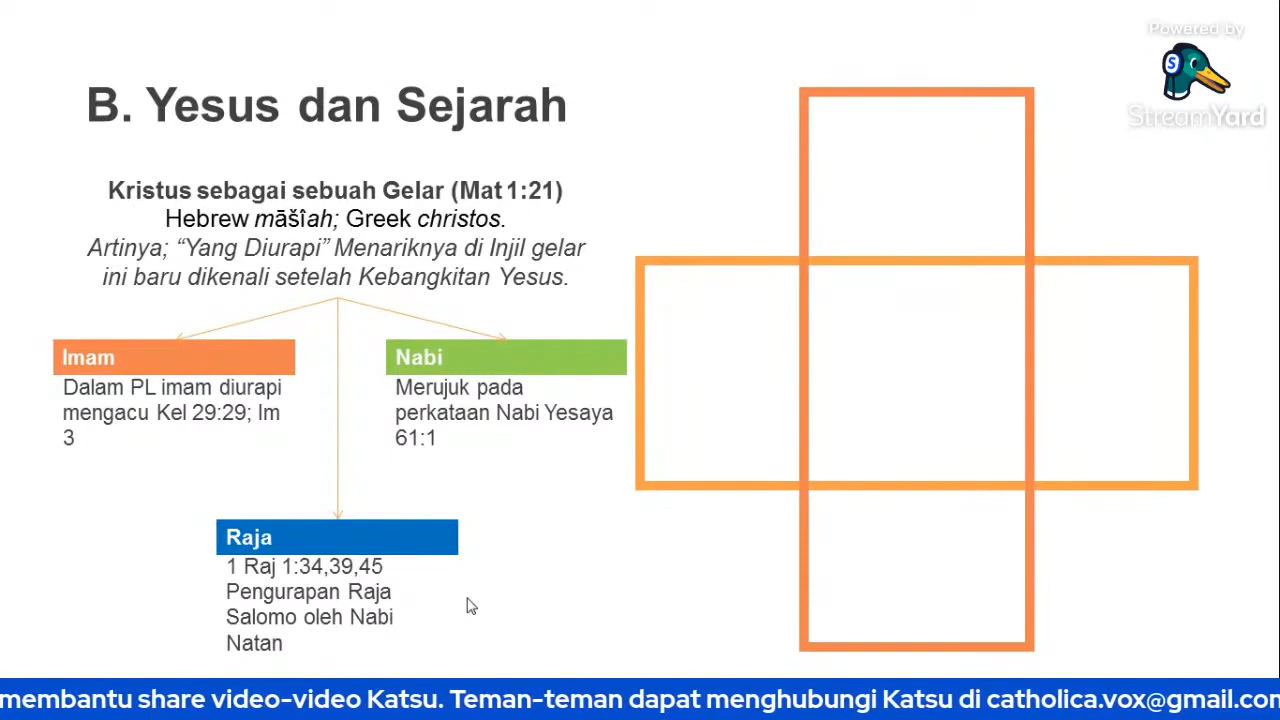 Powered by
StreamYard
B. Yesus dan Sejarah
Kristus sebagai sebuah Gelar (Mat 1:21)
Hebrew māšîah; Greek christos.
Artinya; “Yang Diurapi” Menariknya di Injil gelar
ini baru dikenali setelah Kebangkitan Yesus.
Imam
Dalam PL imam diurapi
mengacu Kel 29:29; Im
3
Nabi
Merujuk pada
perkataan Nabi Yesaya
61:1
Raja
1 Raj 1:34,39,45
Pengurapan Raja
Salomo oleh Nabi
Natan
membantu share video-video Katsu. Teman-teman dapat menghubungi Katsu di catholica.vox@gmail.con